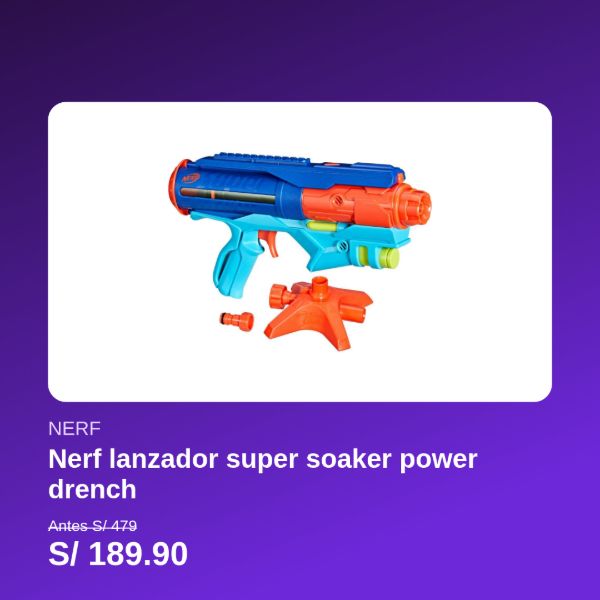 NERF
Nerf lanzador super soaker power
drench
Antes S/ 479
S/ 189.90